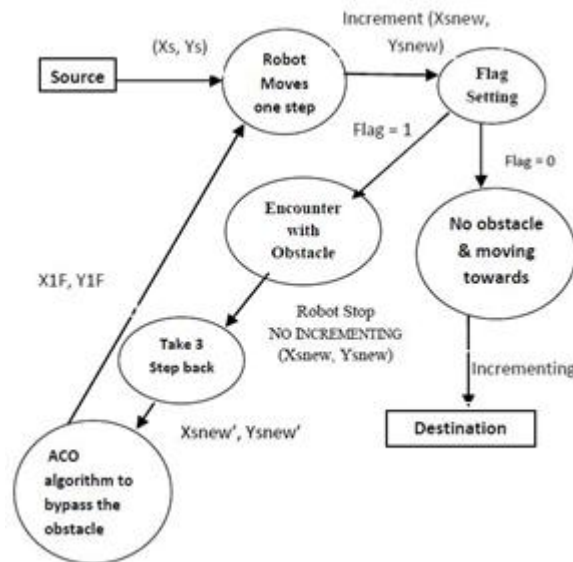 Increment (Xsnew,
Ysnew)
(Xs, Ys)
Source
Robot
Moves
one step
Flag
Setting
Flag = 1
Flag = 0
Encounter
with
Obstacle
No obstacle
& moving
towards
X1F, Y1F
Robot Stop
NO INCREMENTING
(Xsnew, Ysnew)
Take 3
Step back
Incrementing
Xsnew’, Ysnew’
Destination
ACO
algorithm to
bypass the
obstacle